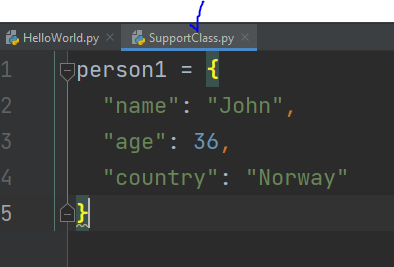 HelloWorld.py SupportClass.py
1 person1 = {
2 "name": "John",
3 "age": 36,
4 "country": "Norway"
5 }